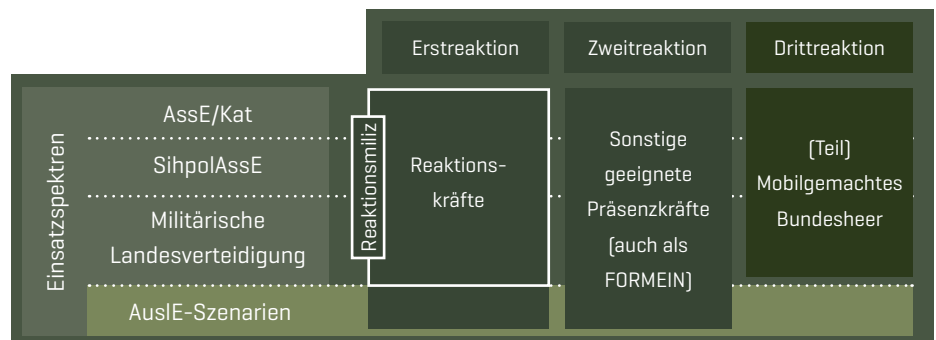 Erstreaktion
Zweitreaktion
Drittreaktion
Einsatzspektren
AssE/Kat
SihpolAssE
Militärische
Landesverteidigung
AuslE-Szenarien
Reaktionsmiliz
Reaktions-
kräfte
Sonstige
geeignete
Präsenzkräfte
(auch als
FORMEIN)
(Teil)
Mobilgemachtes
Bundesheer